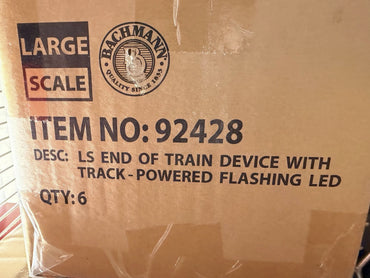 LARGE
SCALE
BACHMANN
QUALITY SINCE 1833
ITEM NO: 92428
DESC: LS END OF TRAIN DEVICE WITH
TRACK-POWERED FLASHING LED
QTY: 6